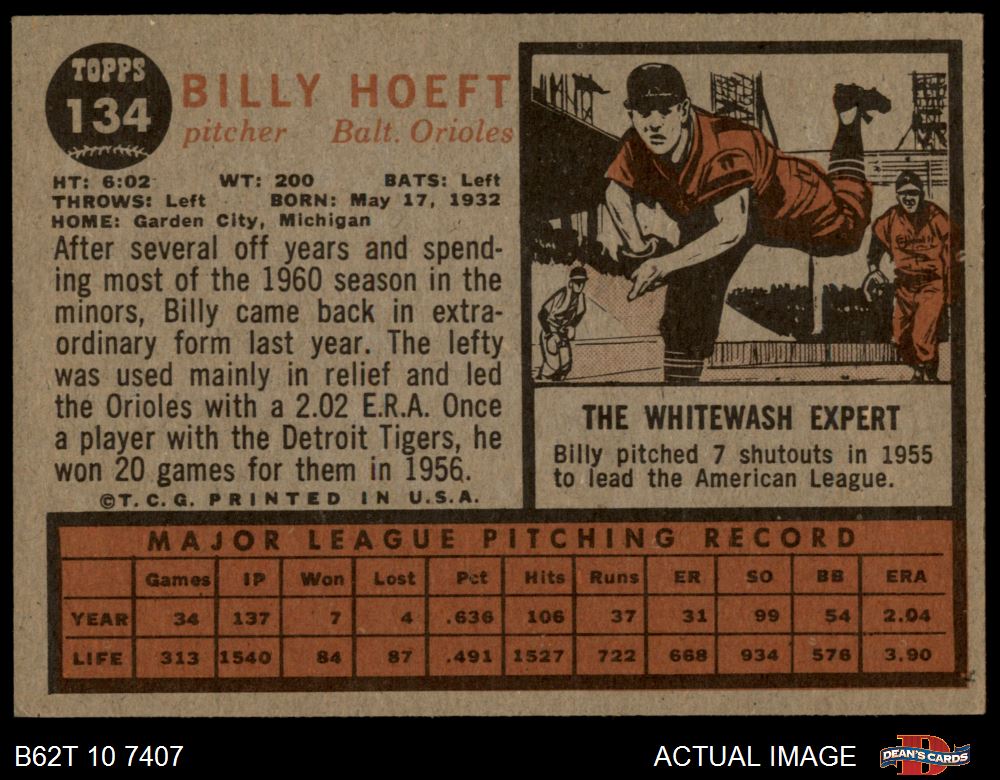 TOPPS
134
BILLY HOEFT
pitcher Balt. Orioles
HT: 6:02 WT: 200 BATS: Left
THROWS: Left BORN: May 17, 1932
HOME: Garden City, Michigan
After several off years and spend-
ing most of the 1960 season in the
minors, Billy came back in extra-
ordinary form last year. The lefty
was used mainly in relief and led
the Orioles with a 2.02 E.R.A. Once
a player with the Detroit Tigers, he
won 20 games for them in 1956.
©T.C.G. PRINTED IN U.S.A.
THE WHITEWASH EXPERT
Billy pitched 7 shutouts in 1955
to lead the American League.
MAJOR LEAGUE PITCHING RECORD
Games IP Won Lost Pct Hits Runs ER SO BB ERA
YEAR 34 137 7 4 .636 106 37 31 99 54 2.04
LIFE 313 1540 84 87 .491 1527 722 668 934 576 3.90
B62T 10 7407 ACTUAL IMAGE DEAN'S CARDS